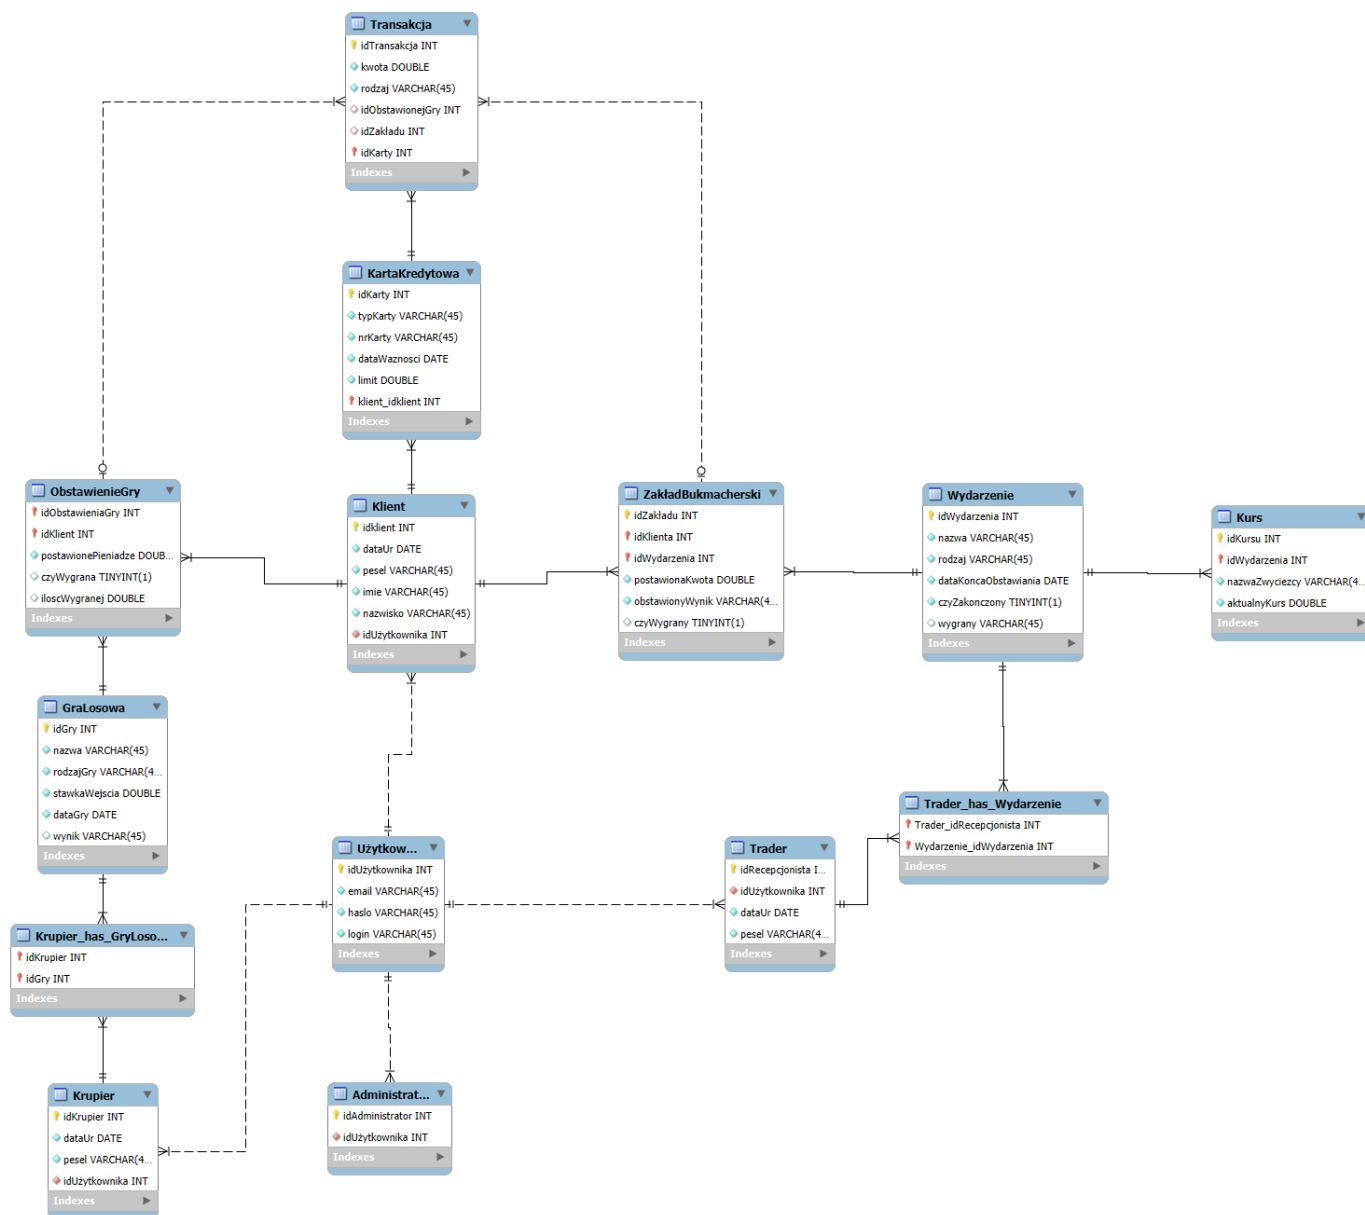 Transakcja
idTransakcja INT
kwota DOUBLE
rodzaj VARCHAR(45)
idObstawionejGry INT
idZakładu INT
idKarty INT
Indexes
KartaKredytowa
idKarty INT
typKarty VARCHAR(45)
nrKarty VARCHAR(45)
dataWaznosci DATE
limit DOUBLE
klient_idklient INT
Indexes
ObstawienieGry
idObstawieniaGry INT
idKlient INT
postawionePieniadze DOUB...
czyWygrana TINYINT(1)
iloscWygranej DOUBLE
Indexes
Klient
idklient INT
dataUr DATE
pesel VARCHAR(45)
imie VARCHAR(45)
nazwisko VARCHAR(45)
idUżytkownika INT
Indexes
ZakładBukmacherski
idZakładu INT
idKlienta INT
idWydarzenia INT
postawionaKwota DOUBLE
obstawionyWynik VARCHAR(4...
czyWygrany TINYINT(1)
Indexes
Wydarzenie
idWydarzenia INT
nazwa VARCHAR(45)
rodzaj VARCHAR(45)
dataKoncaObstawiania DATE
czyZakonczony TINYINT(1)
wygrany VARCHAR(45)
Indexes
Kurs
idKursu INT
idWydarzenia INT
nazwaZwyciezcy VARCHAR(4...
aktualnyKurs DOUBLE
Indexes
GraLosowa
idGry INT
nazwa VARCHAR(45)
rodzajGry VARCHAR(4...
stawkaWejscia DOUBLE
dataGry DATE
wynik VARCHAR(45)
Indexes
Użytkow...
idUżytkownika INT
email VARCHAR(45)
haslo VARCHAR(45)
login VARCHAR(45)
Indexes
Trader
idRecepcjonista I...
idUżytkownika INT
dataUr DATE
pesel VARCHAR(4...
Indexes
Trader_has_Wydarzenie
Trader_idRecepcjonista INT
Wydarzenie_idWydarzenia INT
Indexes
Krupier_has_GryLoso...
idKrupier INT
idGry INT
Indexes
Krupier
idKrupier INT
dataUr DATE
pesel VARCHAR(4...
idUżytkownika INT
Indexes
Administrat...
idAdministrator INT
idUżytkownika INT
Indexes